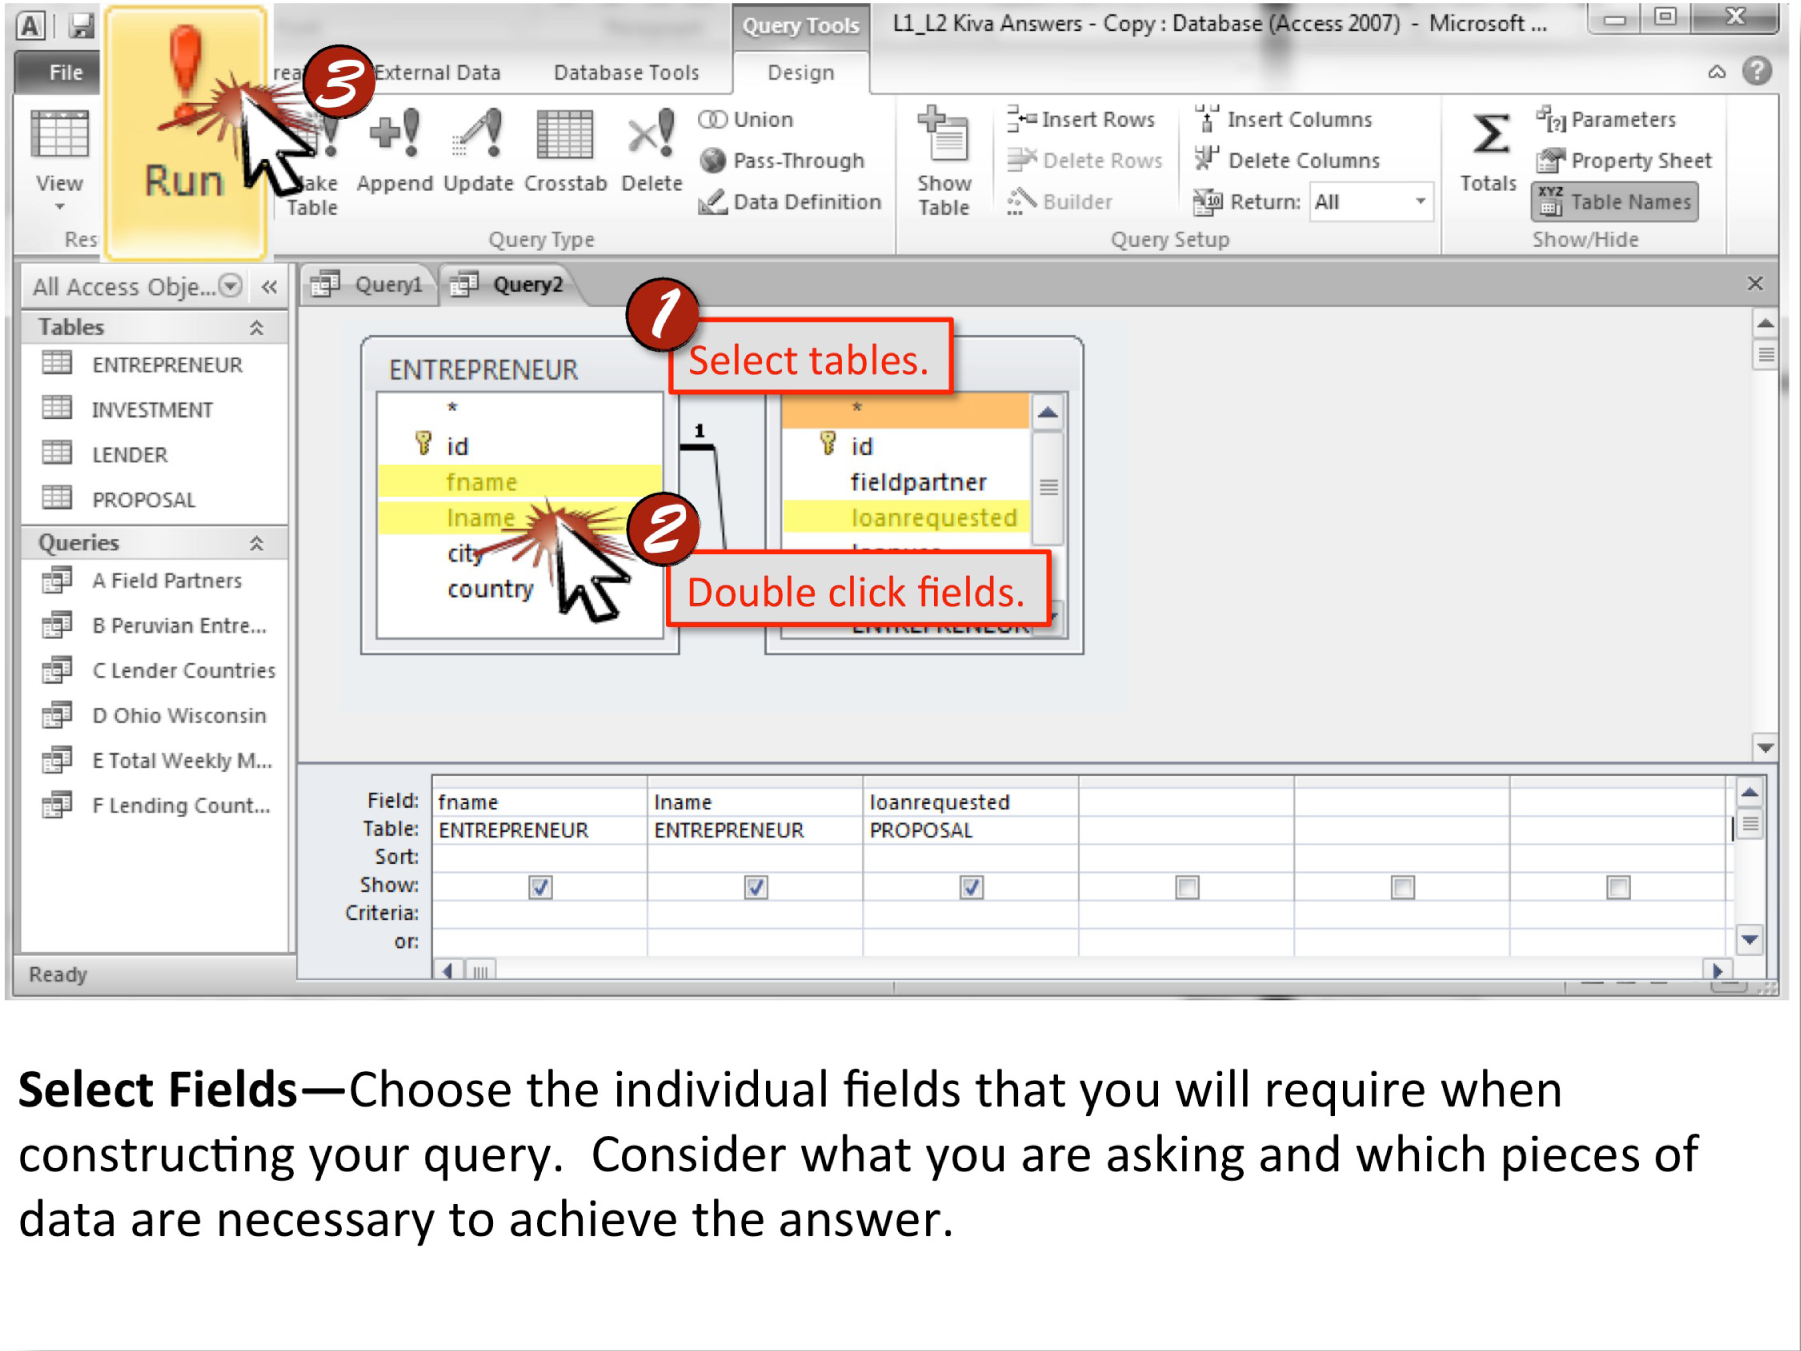 Query Tools L1_L2 Kiva Answers - Copy : Database (Access 2007) - Microsoft ...
File External Data Database Tools Design
3
Run
View
Table
Append Update Crosstab Delete
Union
Pass-Through
Data Definition
Query Type
Show
Table
Insert Rows
Delete Rows
Builder
Insert Columns
Delete Columns
Return: All
Query Setup
Totals
Parameters
Property Sheet
Table Names
Show/Hide
All Access Obje...
Tables
ENTREPRENEUR
INVESTMENT
LENDER
PROPOSAL
Queries
A Field Partners
B Peruvian Entre...
C Lender Countries
D Ohio Wisconsin
E Total Weekly M...
F Lending Count...
Query1 Query2
1
Select tables.
ENTREPRENEUR
*
id
fname
lname
city
country
1
*
id
fieldpartner
loanrequested
ENTREPRENEUR
2
Double click fields.
Field: fname lname loanrequested
Table: ENTREPRENEUR ENTREPRENEUR PROPOSAL
Sort:
Show:
Criteria:
or:
Ready
Select Fields—Choose the individual fields that you will require when
constructing your query. Consider what you are asking and which pieces of
data are necessary to achieve the answer.